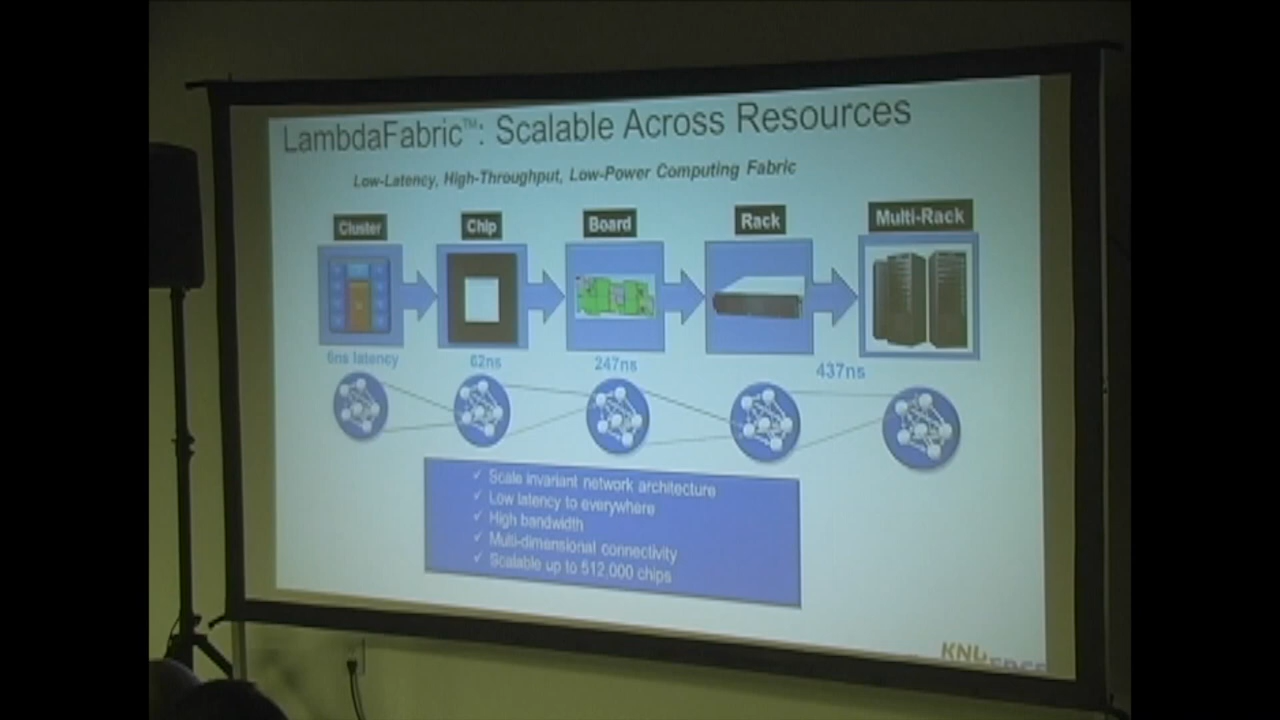 LambdaFabric™: Scalable Across Resources
Low-Latency, High-Throughput, Low-Power Computing Fabric
Cluster Chip Board Rack Multi-Rack
6ns latency 62ns 247ns 437ns
✓ Scale invariant network architecture
✓ Low latency to everywhere
✓ High bandwidth
✓ Multi-dimensional connectivity
✓ Scalable up to 512,000 chips
KNUEDGE